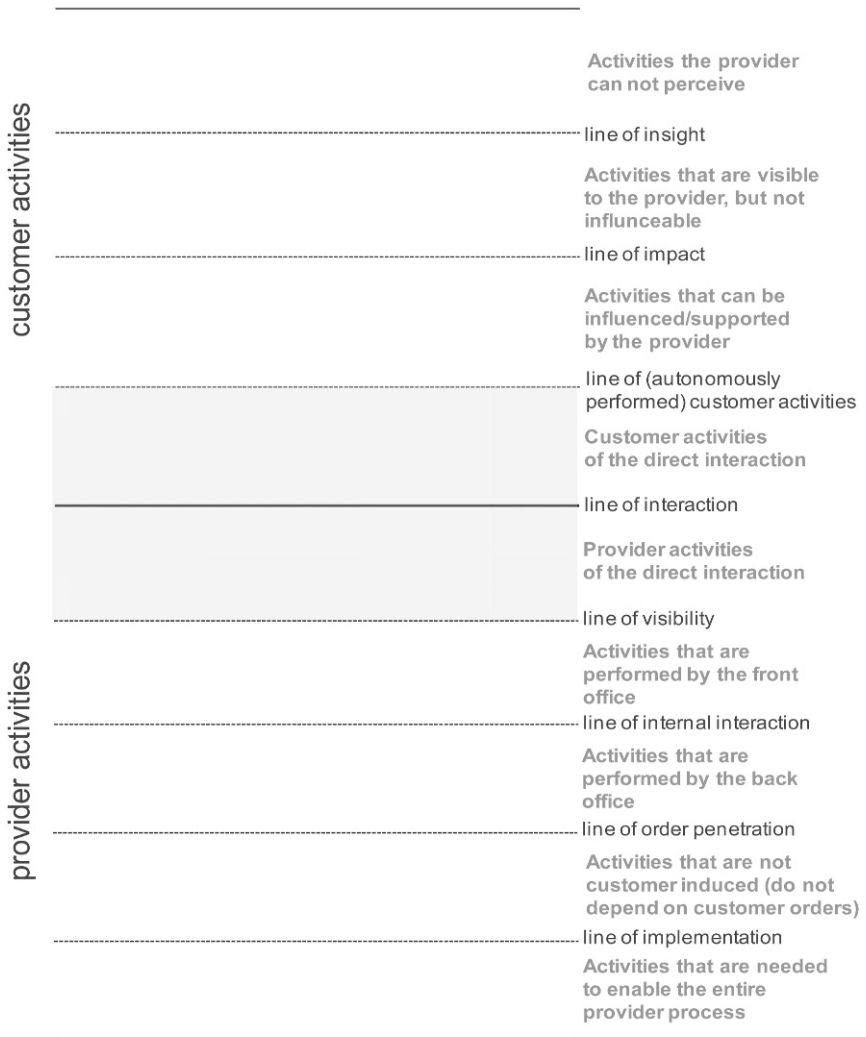 customer activities
Activities the provider
can not perceive
line of insight
Activities that are visible
to the provider, but not
influnceable
line of impact
Activities that can be
influenced/supported
by the provider
line of (autonomously
performed) customer activities
Customer activities
of the direct interaction
line of interaction
provider activities
Provider activities
of the direct interaction
line of visibility
Activities that are
performed by the front
office
line of internal interaction
Activities that are
performed by the back
office
line of order penetration
Activities that are not
customer induced (do not
depend on customer orders)
line of implementation
Activities that are needed
to enable the entire
provider process